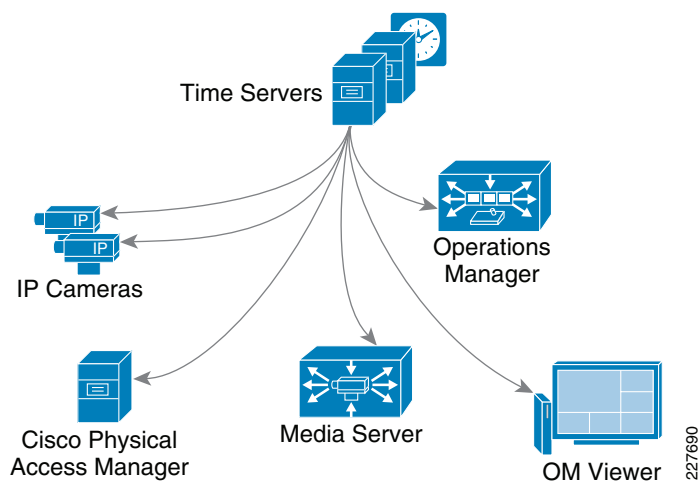 Time Servers
IP
IP
IP Cameras
Operations
Manager
Cisco Physical
Access Manager
Media Server
OM Viewer
227690